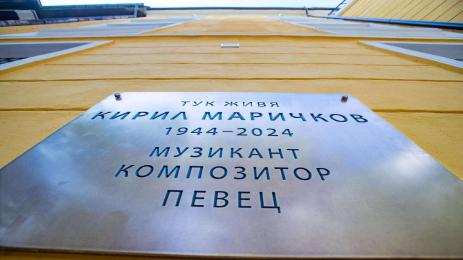 ТУК ЖИВЯ
КИРИЛ МАРИЧКОВ
1944–2024
МУЗИКАНТ
КОМПОЗИТОР
ПЕВЕЦ